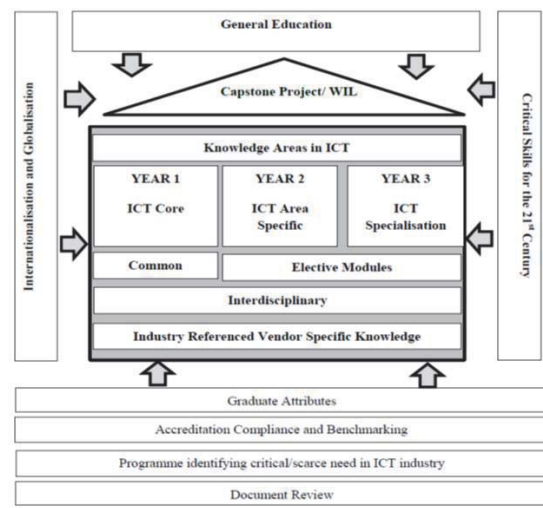 General Education
Internationalisation and Globalisation
Capstone Project/ WIL
Critical Skills for the 21st Century
Knowledge Areas in ICT
YEAR 1
ICT Core
YEAR 2
ICT Area
Specific
YEAR 3
ICT
Specialisation
Common
Elective Modules
Interdisciplinary
Industry Referenced Vendor Specific Knowledge
Graduate Attributes
Accreditation Compliance and Benchmarking
Programme identifying critical/scarce need in ICT industry
Document Review